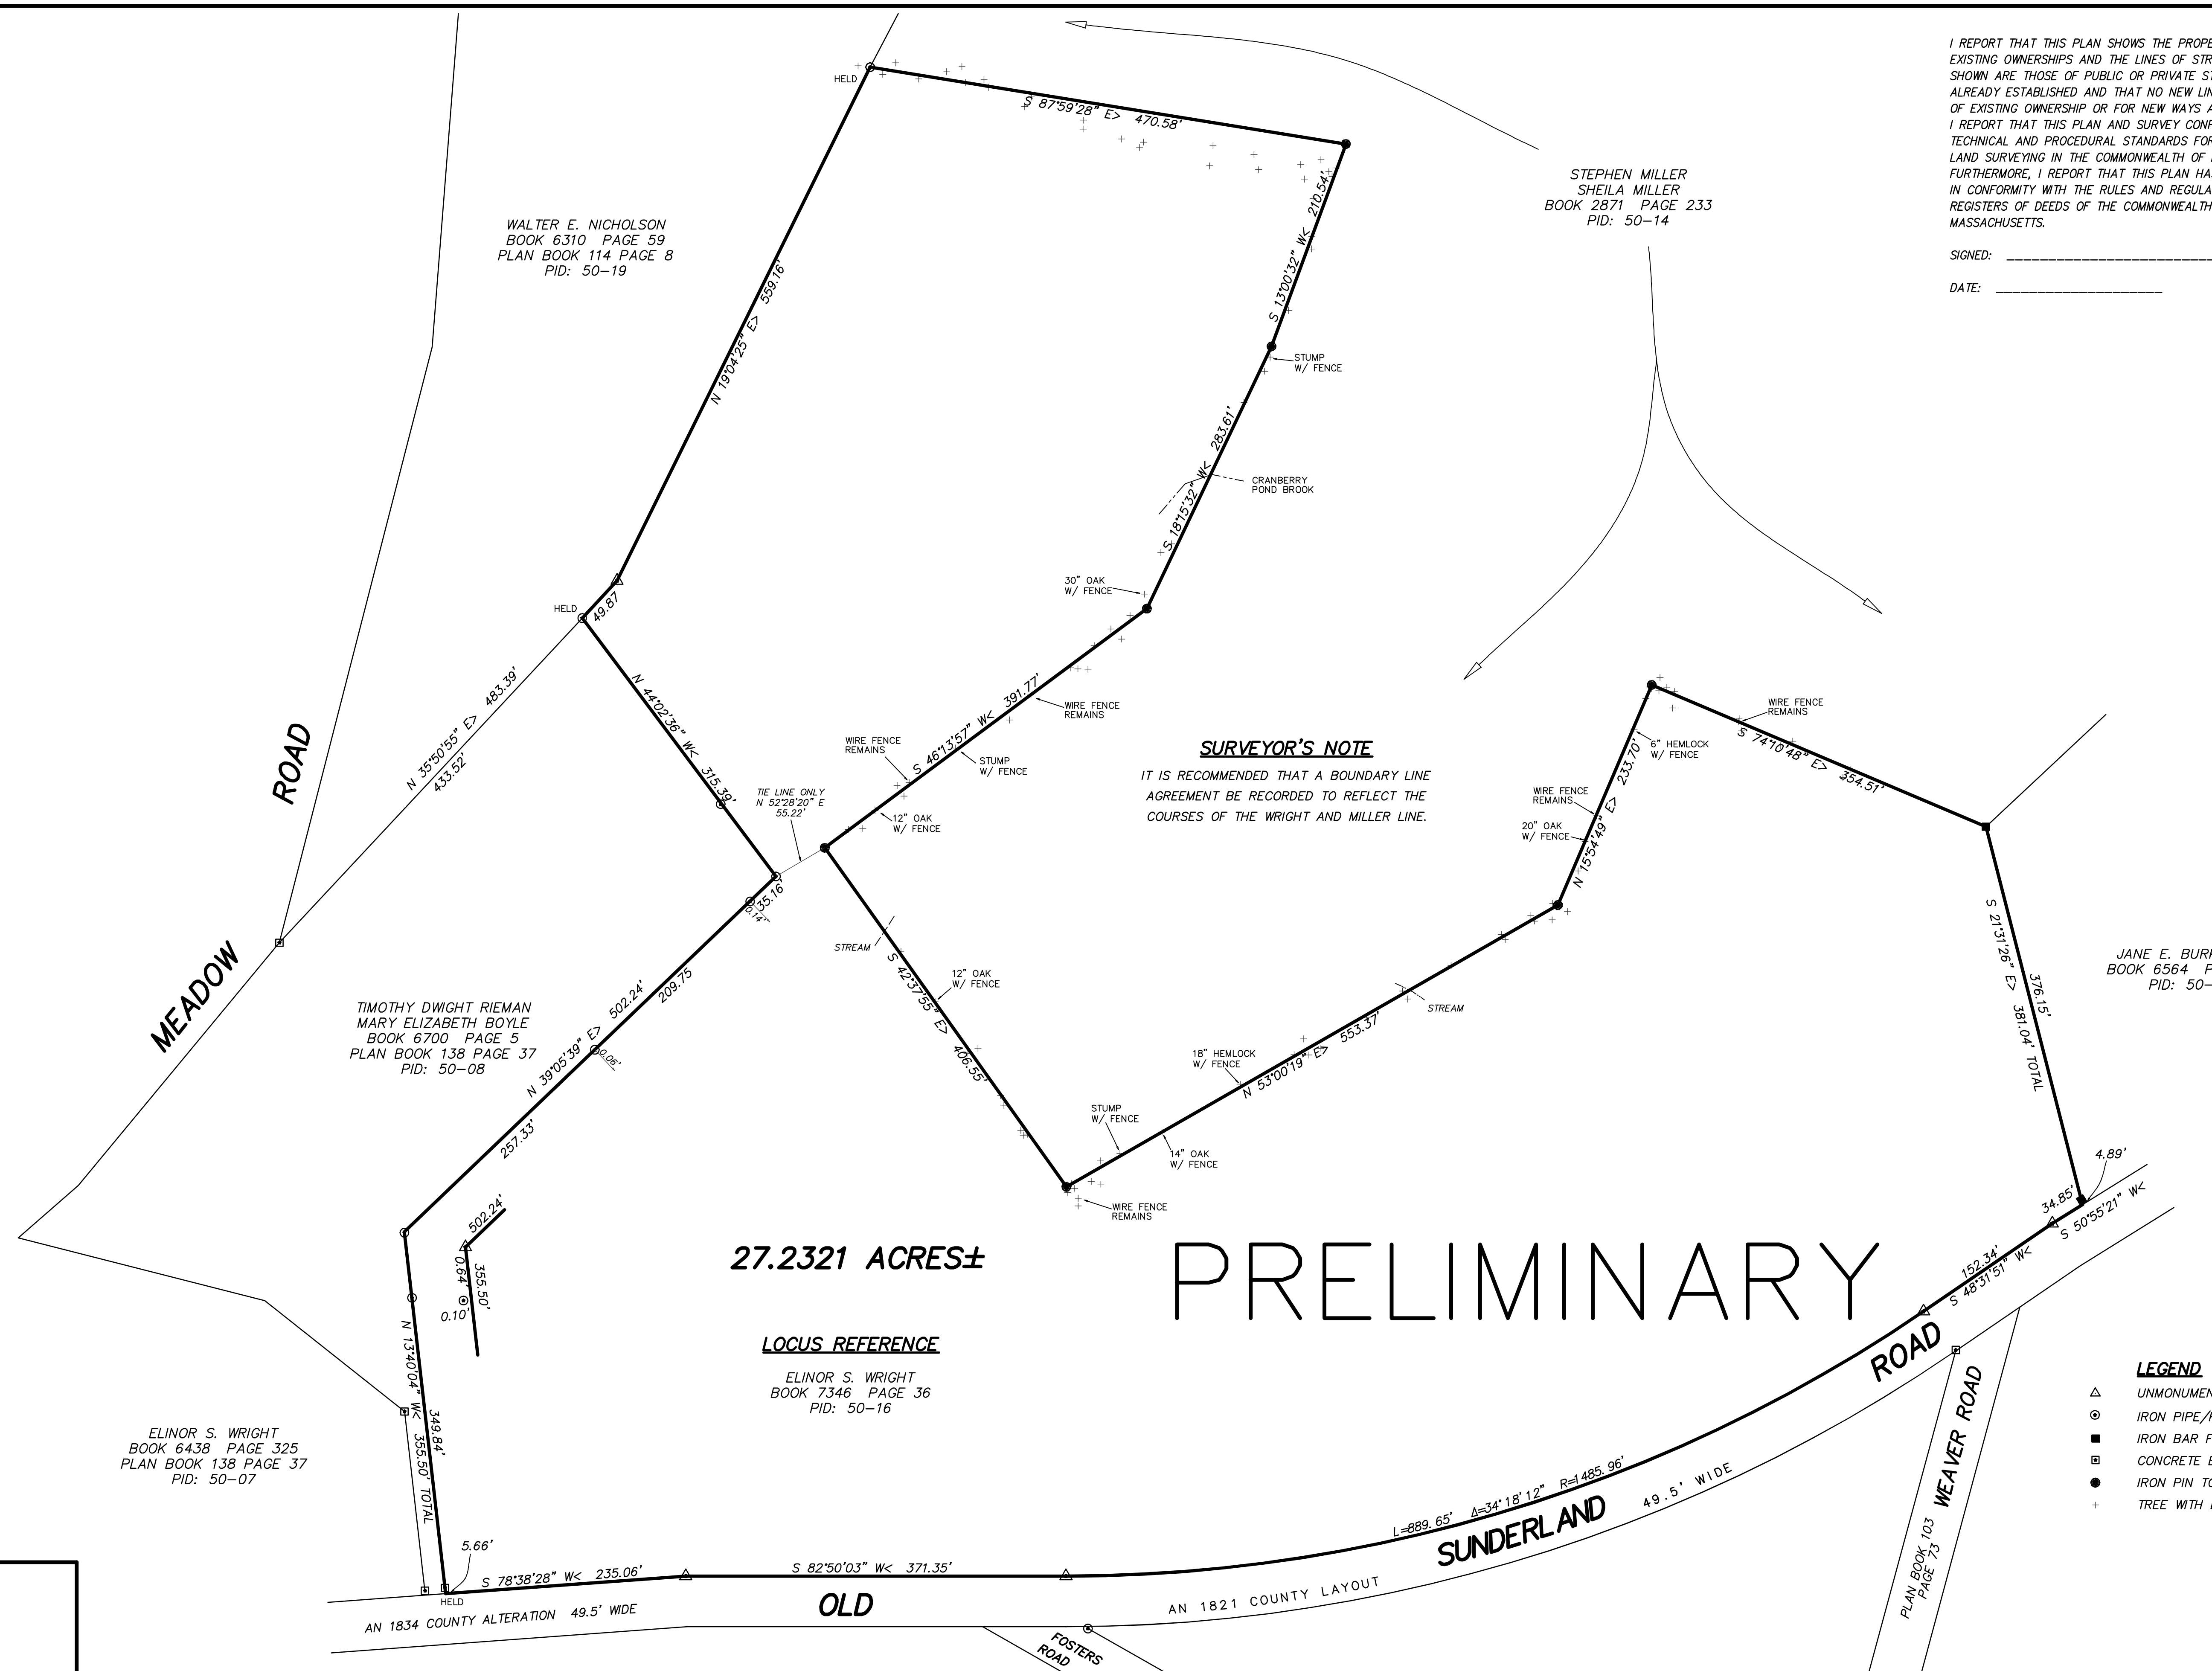 I REPORT THAT THIS PLAN SHOWS THE
EXISTING OWNERSHIPS AND THE LINES OF
SHOWN ARE THOSE OF PUBLIC OR PRIVATE
ALREADY ESTABLISHED AND THAT NO NEW
OF EXISTING OWNERSHIP OR FOR NEW WAYS
I REPORT THAT THIS PLAN AND SURVEY
TECHNICAL AND PROCEDURAL STANDARDS FOR
LAND SURVEYING IN THE COMMONWEALTH OF
FURTHERMORE, I REPORT THAT THIS PLAN
IN CONFORMITY WITH THE RULES AND
REGISTERS OF DEEDS OF THE COMMONWEALTH
MASSACHUSETTS.
SIGNED:
DATE:
HELD
S 87°59'28" E> 470.58'
STEPHEN MILLER
SHEILA MILLER
BOOK 2871 PAGE 233
PID: 50-14
WALTER E. NICHOLSON
BOOK 6310 PAGE 59
PLAN BOOK 114 PAGE 8
PID: 50-19
N 19°04'25" E> 559.16'
S 13°00'32" W< 210.54'
STUMP
W/ FENCE
S 18°15'32" W< 283.61'
CRANBERRY
POND BROOK
30" OAK
W/ FENCE
HELD
49.87
N 35°50'55" E> 483.39'
433.52'
N 44°02'36" W< 315.39'
MEADOW
ROAD
TIE LINE ONLY
N 52°28'20" E
55.22'
WIRE FENCE
REMAINS
S 46°13'57" W< 391.77'
WIRE FENCE
REMAINS
STUMP
W/ FENCE
12" OAK
W/ FENCE
SURVEYOR'S NOTE
IT IS RECOMMENDED THAT A BOUNDARY LINE
AGREEMENT BE RECORDED TO REFLECT THE
COURSES OF THE WRIGHT AND MILLER LINE.
WIRE FENCE
REMAINS
S 74°10'48" E> 354.51'
6" HEMLOCK
W/ FENCE
WIRE FENCE
REMAINS
20" OAK
W/ FENCE
N 15°54'49" E> 233.70'
S 21°31'26" E> 381.04' TOTAL
376.15'
JANE E.
BOOK 6564
PID:
35.16'
0.14'
STREAM
S 42°37'55" E> 406.55'
12" OAK
W/ FENCE
STREAM
18" HEMLOCK
W/ FENCE
N 53°00'19" E> 553.37'
STUMP
W/ FENCE
14" OAK
W/ FENCE
WIRE FENCE
REMAINS
TIMOTHY DWIGHT RIEMAN
MARY ELIZABETH BOYLE
BOOK 6700 PAGE 5
PLAN BOOK 138 PAGE 37
PID: 50-08
N 39°05'39" E> 502.24'
209.75
0.06'
257.33'
502.24'
0.64'
355.50'
0.10'
4.89'
34.85'
S 50°55'21" W<
152.34'
S 48°31'51" W<
27.2321 ACRES±
PRELIMINARY
LOCUS REFERENCE
ELINOR S. WRIGHT
BOOK 7346 PAGE 36
PID: 50-16
ELINOR S. WRIGHT
BOOK 6438 PAGE 325
PLAN BOOK 138 PAGE 37
PID: 50-07
N 13°40'04" W< 355.50' TOTAL
349.84'
5.66'
HELD
S 78°38'28" W< 235.06'
S 82°50'03" W< 371.35'
L=889.65' Δ=34°18'12" R=1485.96'
OLD
SUNDERLAND
ROAD
49.5' WIDE
AN 1834 COUNTY ALTERATION 49.5' WIDE
AN 1821 COUNTY LAYOUT
FOSTERS
ROAD
WEAVER ROAD
PLAN BOOK 103
PAGE 73
LEGEND
IRON
IRON BAR
CONCRETE
IRON PIN
TREE WITH